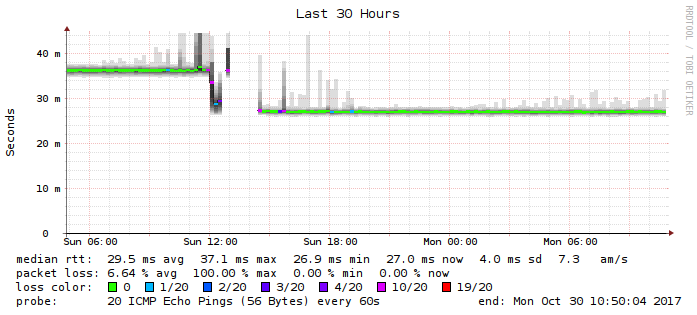 Last 30 Hours
RRDTOOL / TOBI OETIKER
Seconds
40 m
30 m
20 m
10 m
0
Sun 06:00 Sun 12:00 Sun 18:00 Mon 00:00 Mon 06:00
median rtt: 29.5 ms avg 37.1 ms max 26.9 ms min 27.0 ms now 4.0 ms sd 7.3 am/s
packet loss: 6.64 % avg 100.00 % max 0.00 % min 0.00 % now
loss color: 0 1/20 2/20 3/20 4/20 10/20 19/20
probe: 20 ICMP Echo Pings (56 Bytes) every 60s end: Mon Oct 30 10:50:04 2017